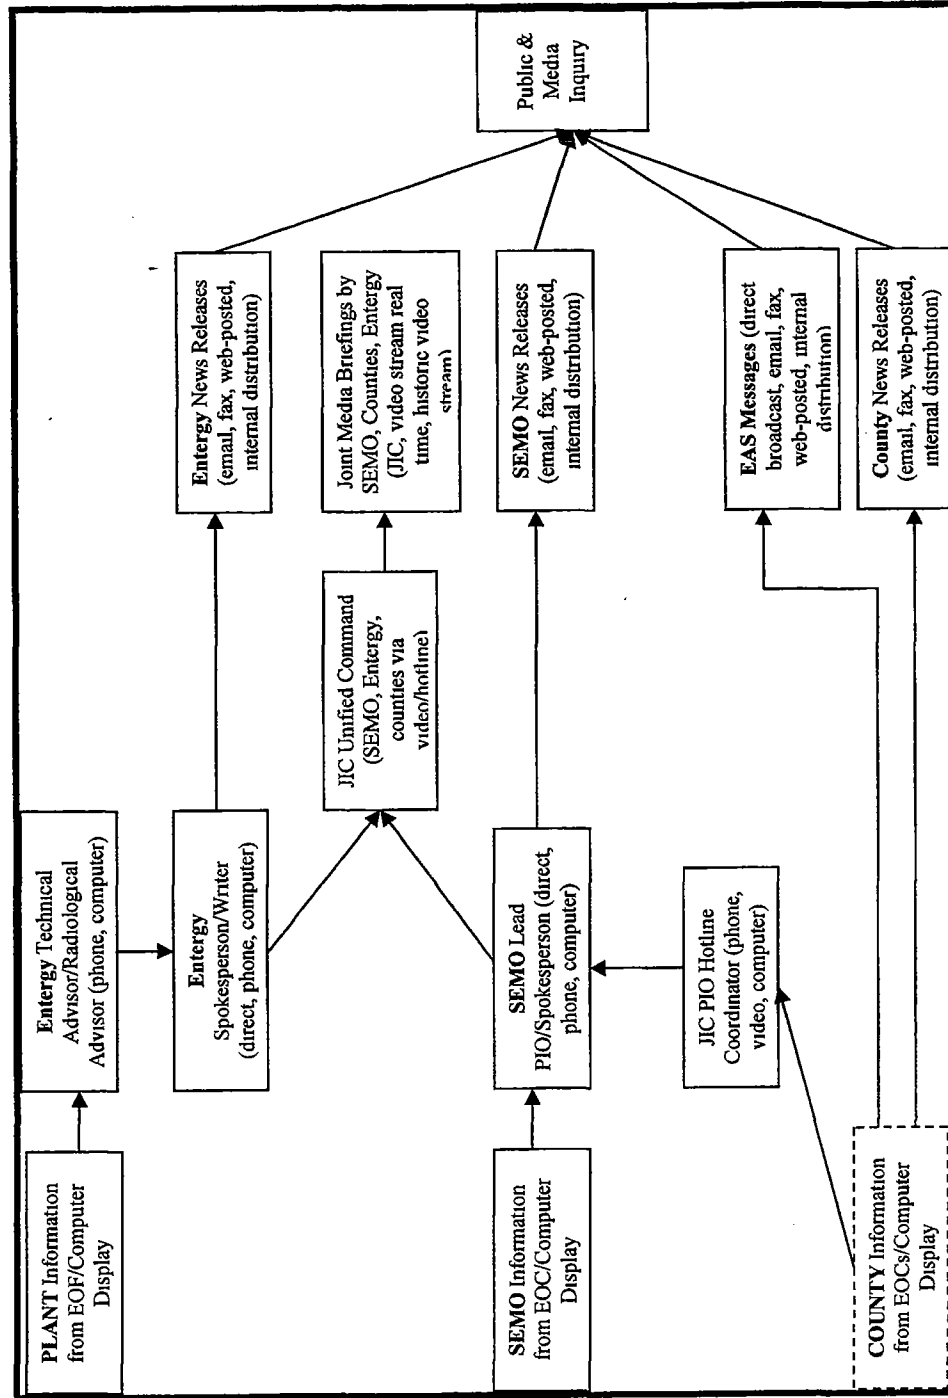 PLANT Information
from EOF/Computer
Display
Entergy Technical
Advisor/Radiological
Advisor (phone, computer)
Entergy
Spokesperson/Writer
(direct, phone, computer)
Entergy News Releases
(email, fax, web-posted,
internal distribution)
JIC Unified Command
(SEMO, Entergy,
counties via
video/hotline)
Joint Media Briefings by
SEMO, Counties, Entergy
(JIC, video stream real
time, historic video
stream)
SEMO Information
from EOC/Computer
Display
SEMO Lead
PIO/Spokesperson (direct,
phone, computer)
SEMO News Releases
(email, fax, web-posted,
internal distribution)
Public &
Media
Inquiry
JIC PIO Hotline
Coordinator (phone,
video, computer)
EAS Messages (direct
broadcast, email, fax,
web-posted, internal
distribution)
COUNTY Information
from EOCs/Computer
Display
County News Releases
(email, fax, web-posted,
internal distribution)